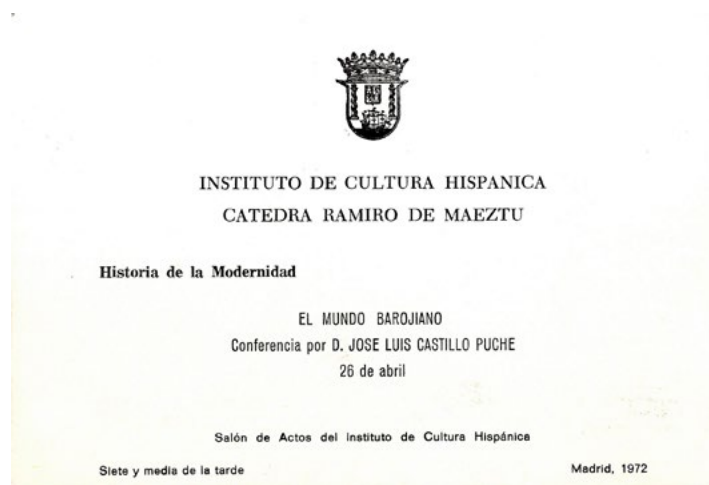 INSTITUTO DE CULTURA HISPANICA
CATEDRA RAMIRO DE MAEZTU
Historia de la Modernidad
EL MUNDO BAROJIANO
Conferencia por D. JOSE LUIS CASTILLO PUCHE
26 de abril
Salón de Actos del Instituto de Cultura Hispánica
Siete y media de la tarde Madrid, 1972